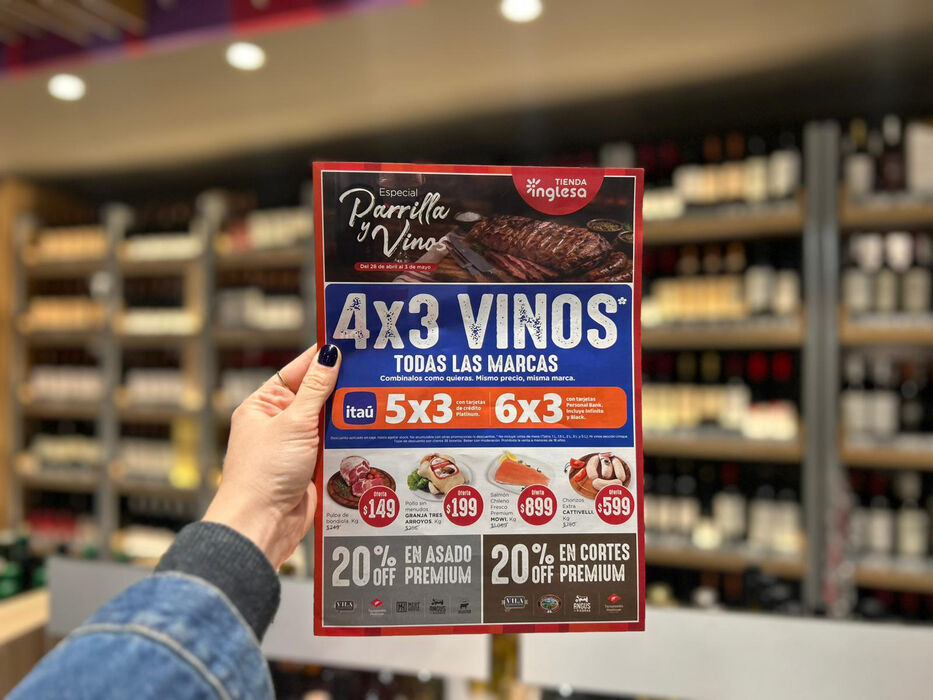 TIENDA
inglesa
Especial
Parrilla
y
Vinos
Del 28 de abril al 3 de mayo
4x3 VINOS*
TODAS LAS MARCAS
Combinalos como quieras. Mismo precio, misma marca.
itaú
5x3
con tarjetas
de crédito
Platinum.
6x3
con tarjetas
Personal Bank.
Incluye Infinite
y Black.
Pulpa de
bondiola. Kg
$249
Oferta
$149
Pollo sin
menudos
GRANJA TRES
ARROYOS. Kg
Oferta
$199
Salmón
Chileno
Fresco
Premium
MOWI. Kg
Oferta
$899
Chorizo
Extra
CATTIVELLI.
Kg
Oferta
$599
20% OFF
EN ASADO
PREMIUM
20% OFF
EN CORTES
PREMIUM
VILA
ANGUS
VILA
ANGUS